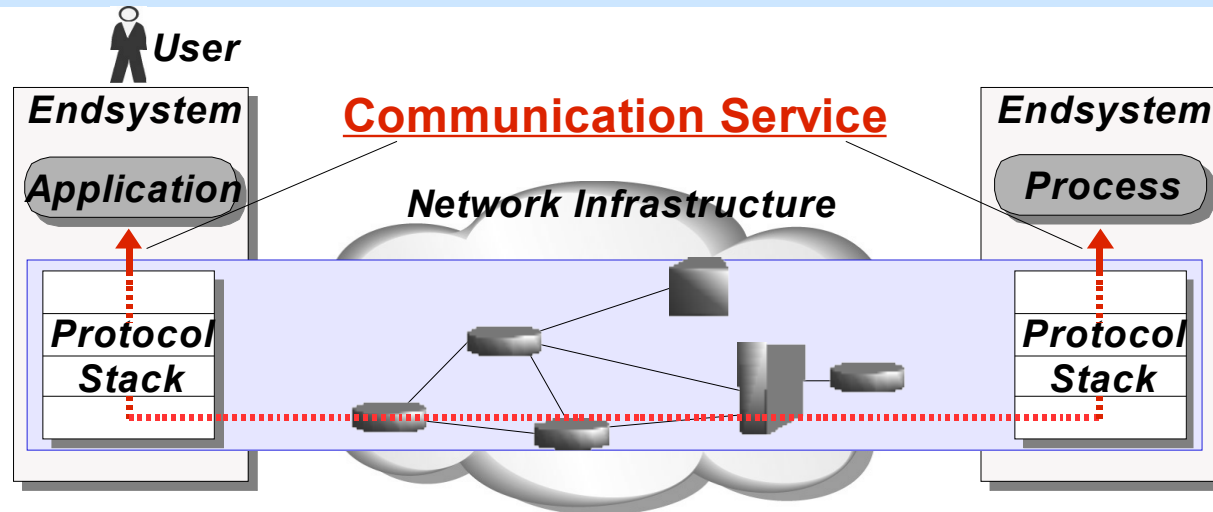 User
Endsystem
Communication Service
Endsystem
Application
Network Infrastructure
Process
Protocol
Stack
Protocol
Stack